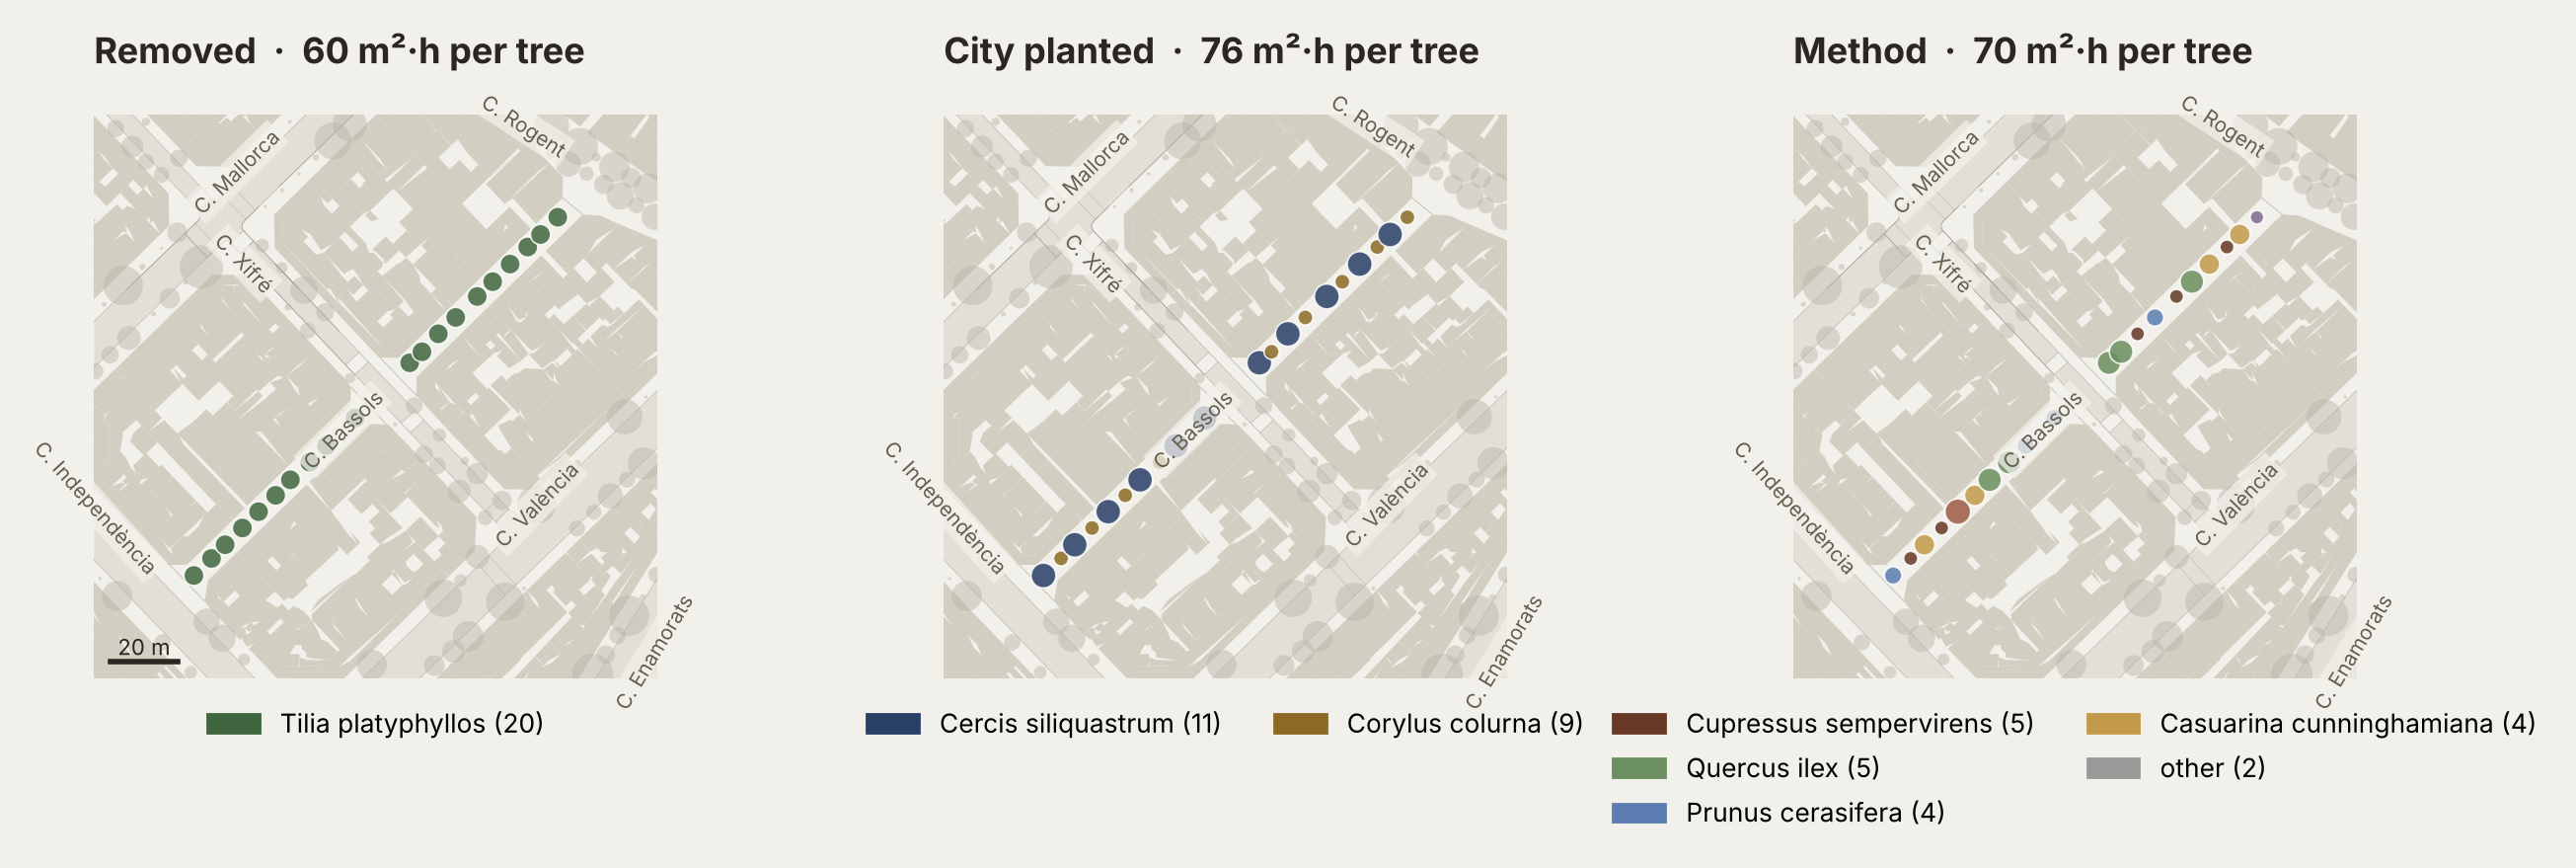 Removed · 60 m²·h per tree
C. Rogent
C. Mallorca
C. Xifré
C. Bassols
C. Independència
C. València
C. Enamorats
20 m
Tilia platyphyllos (20)
City planted · 76 m²·h per tree
C. Rogent
C. Mallorca
C. Xifré
C. Bassols
C. Independència
C. València
C. Enamorats
Cercis siliquastrum (11)
Corylus colurna (9)
Method · 70 m²·h per tree
C. Rogent
C. Mallorca
C. Xifré
C. Bassols
C. Independència
C. València
C. Enamorats
Cupressus sempervirens (5)
Quercus ilex (5)
Prunus cerasifera (4)
Casuarina cunninghamiana (4)
other (2)